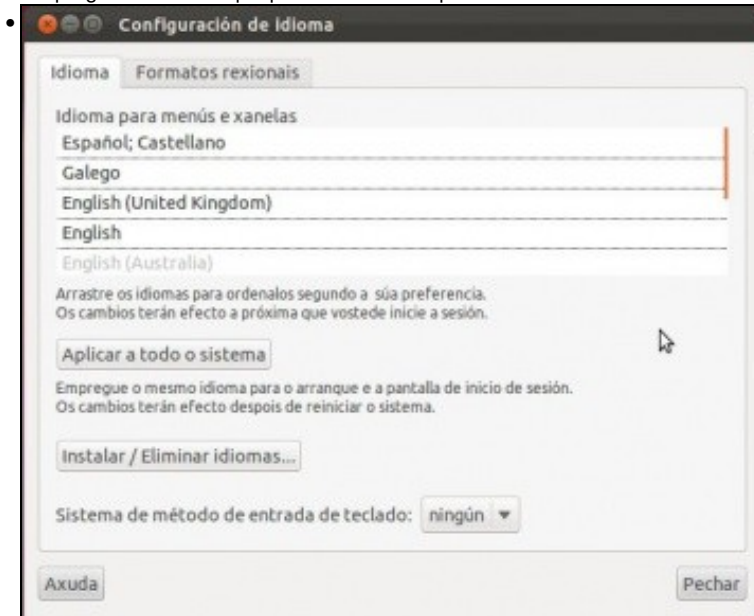 Configuración de idioma
Idioma Formatos rexionais
Idioma para menús e xanelas
Español; Castellano
Galego
English (United Kingdom)
English
English (Australia)
Arrastre os idiomas para ordenalos segundo a súa preferencia.
Os cambios terán efecto a próxima que vostede inicie a sesión.
Aplicar a todo o sistema
Empregue o mesmo idioma para o arranque e a pantalla de inicio de sesión.
Os cambios terán efecto despois de reiniciar o sistema.
Instalar / Eliminar idiomas...
Sistema de método de entrada de teclado: ningún
Axuda Pechar